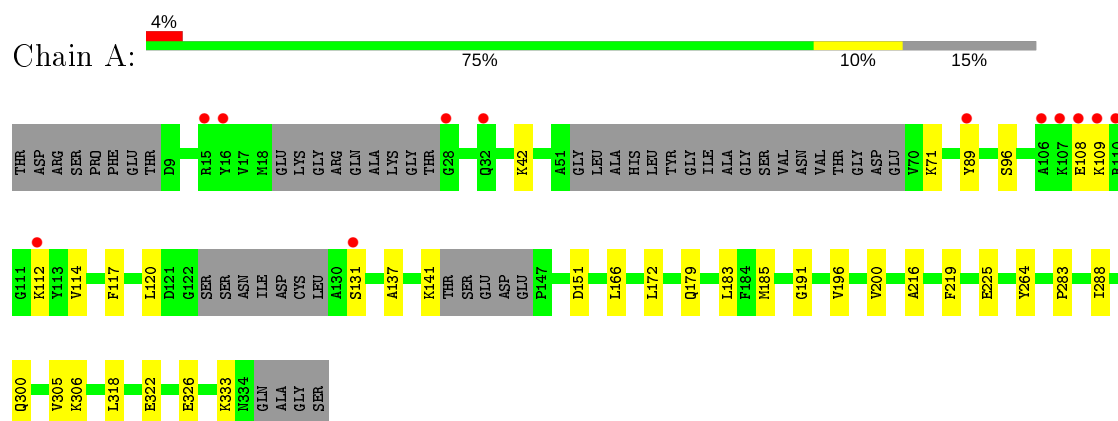 4%
Chain A:
75% 10% 15%
THR ASP ARG SER PRO PHE GLU THR D9 R15 Y16 V17 M18 GLU LYS GLY ARG GLN ALA LYS GLY THR G28 Q32 K42 A51 GLY LEU ALA HIS LEU TYR GLY ILE ALA GLY SER VAL ASN VAL THR GLY ASP GLU V70 K71 Y89 S96 A106 K107 E108 K109 R110
G111 K112 Y113 V114 F117 L120 D121 G122 SER SER ASN ILE ASP CYS LEU A130 S131 A137 K141 THR SER GLU ASP GLU P147 D151 L166 L172 Q179 L183 F184 M185 G191 V196 V200 A216 F219 E225 Y264 P283 I288
Q300 V305 K306 L318 E322 E326 K333 N334 GLN ALA GLY SER